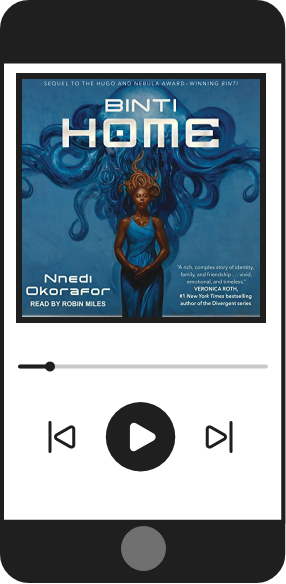 SEQUEL TO THE HUGO AND NEBULA AWARD–WINNING BINTI
BINTI
HOME
"A rich, complex story of identity,
family, and friendship . . . vivid,
emotional, and timeless."
VERONICA ROTH,
#1 New York Times bestselling
author of the Divergent series
Nnedi
Okorafor
READ BY ROBIN MILES